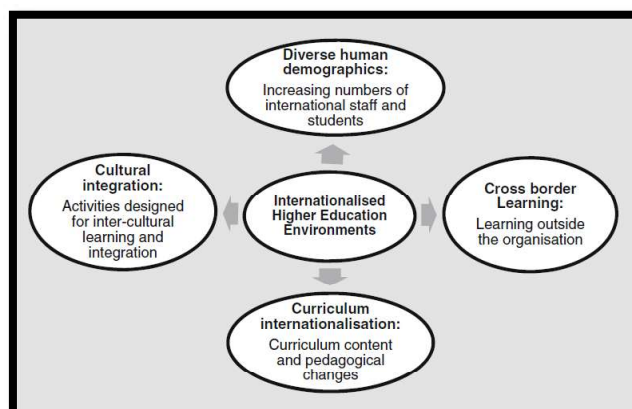 Diverse human
demographics:
Increasing numbers of
international staff and
students
Cultural
integration:
Activities designed
for inter-cultural
learning and
integration
Internationalised
Higher Education
Environments
Cross border
Learning:
Learning outside
the organisation
Curriculum
internationalisation:
Curriculum content
and pedagogical
changes